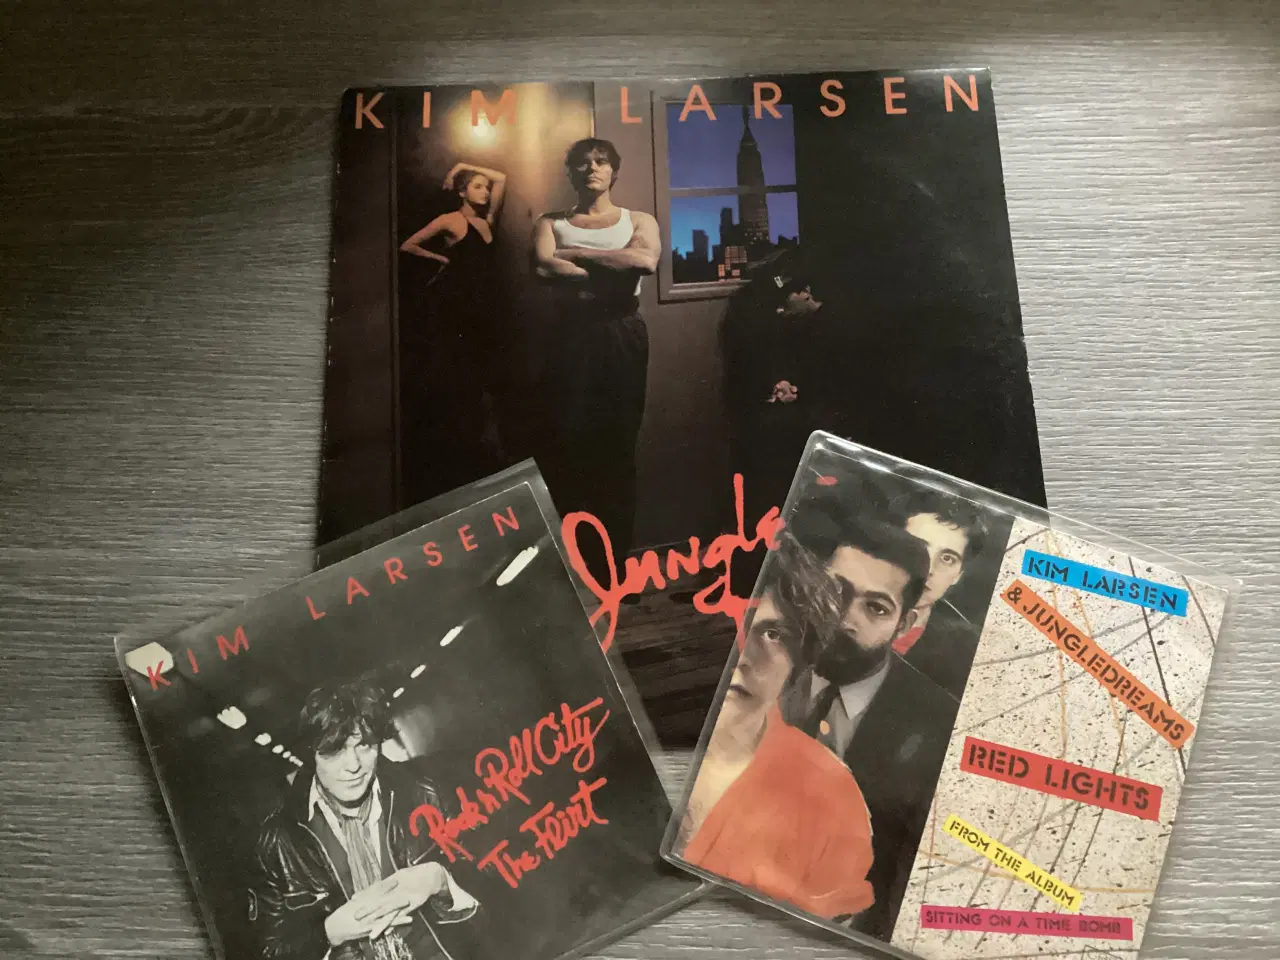 KIM LARSEN
Jungle
KIM LARSEN
Rock'n Roll City
The Flirt
KIM LARSEN
& JUNGLEDREAMS
RED LIGHTS
FROM THE ALBUM
SITTING ON A TIME BOMB